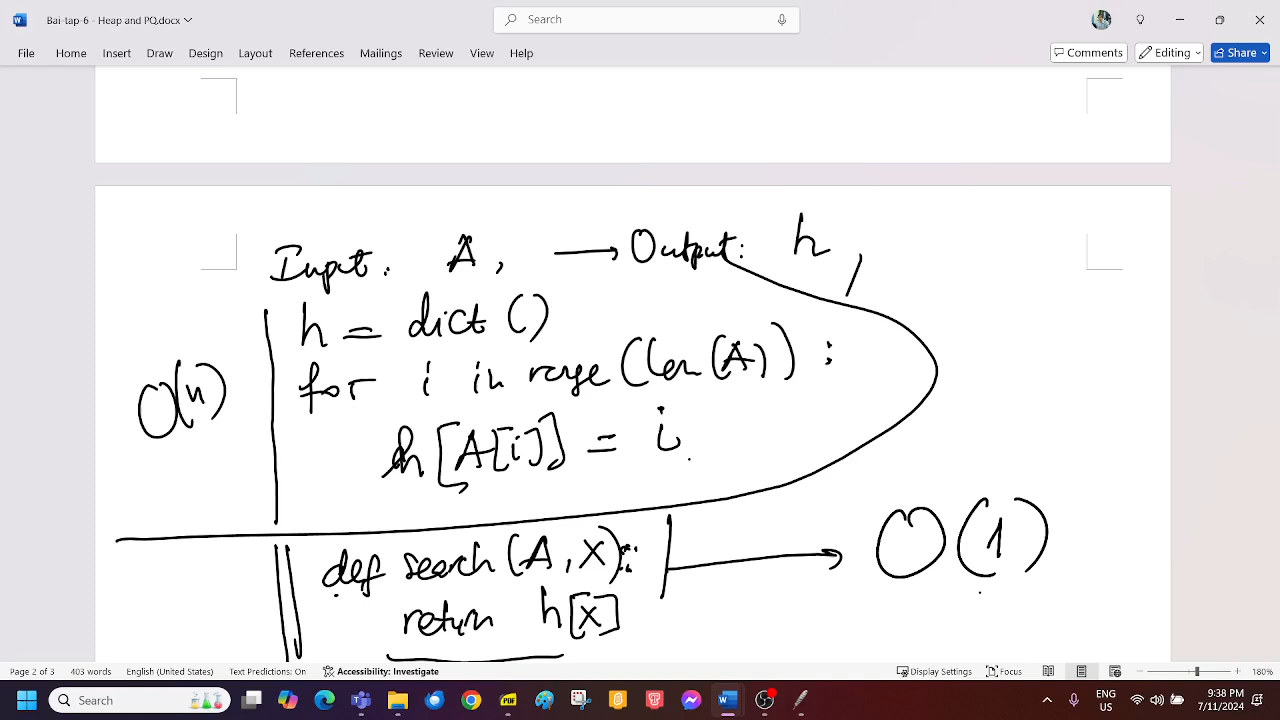 Bai-tap-6 - Heap and PQ.docx
Search
File Home Insert Draw Design Layout References Mailings Review View Help
Comments Editing Share
Input: A, → Output: h
h = dict ()
for i in range (len (A)) :
h[A[i]] = i
O(n)
def search (A, X):
return h[X]
O(1)
Page 2 of 3 403 words English (United States) Text Predictions: On Accessibility: Investigate Display Settings Focus 180%
Search ENG US 9:38 PM 7/11/2024